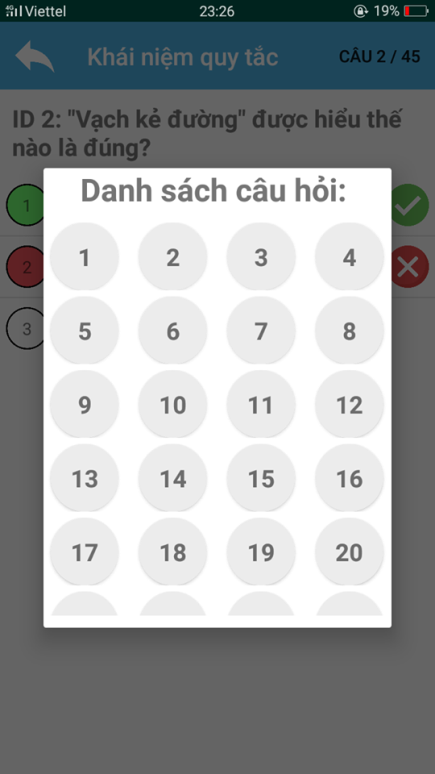 4G Viettel 23:26 19%
Khái niệm quy tắc CÂU 2 / 45
ID 2: "Vạch kẻ đường" được hiểu thế
nào là đúng?
Danh sách câu hỏi:
1
2
3
1 2 3 4
5 6 7 8
9 10 11 12
13 14 15 16
17 18 19 20